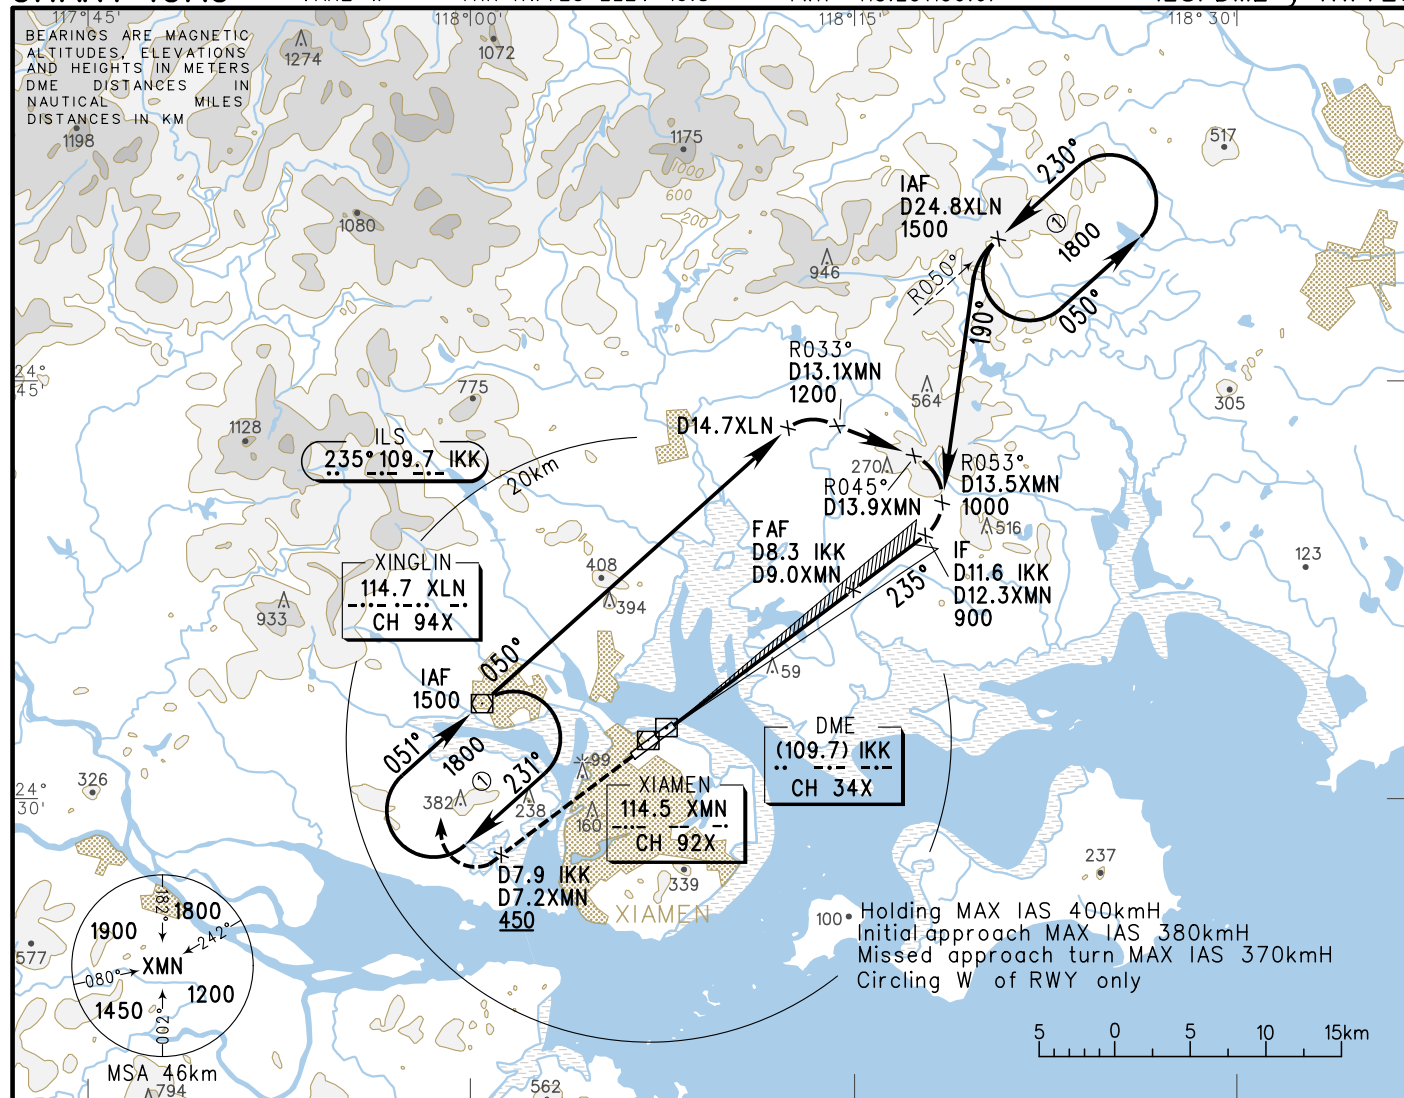 117°45'
118°00'
118°15'
118°30'
BEARINGS ARE MAGNETIC
ALTITUDES, ELEVATIONS
AND HEIGHTS IN METERS
DME DISTANCES IN
NAUTICAL MILES
DISTANCES IN KM
1274
1072
1198
1175
1000
600
200
1080
517
946
IAF
D24.8XLN
1500
230°
1
1800
050°
R050°
190°
24°
45'
775
1128
R033°
D13.1XMN
1200
D14.7XLN
564
305
ILS
235° 109.7 IKK
20km
270
R045°
D13.9XMN
R053°
D13.5XMN
1000
516
FAF
D8.3 IKK
D9.0XMN
IF
D11.6 IKK
D12.3XMN
900
235°
123
XINGLIN
114.7 XLN
CH 94X
408
394
933
IAF
1500
050°
59
051°
1800
1
231°
DME
(109.7) IKK
CH 34X
99
382
238
160
XIAMEN
114.5 XMN
CH 92X
326
24°
30'
D7.9 IKK
D7.2XMN
450
339
XIAMEN
237
100
577
182°
1800
1900
242°
XMN
080°
1450
1200
002°
MSA 46km
Holding MAX IAS 400kmH
Initial approach MAX IAS 380kmH
Missed approach turn MAX IAS 370kmH
Circling W of RWY only
5 0 5 10 15km
794
562